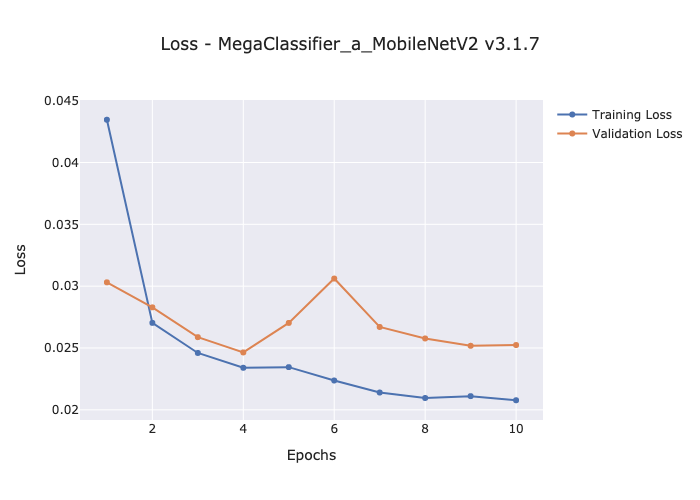 Loss - MegaClassifier_a_MobileNetV2 v3.1.7
0.045
0.04
0.035
0.03
0.025
0.02
Loss
2 4 6 8 10
Epochs
Training Loss
Validation Loss